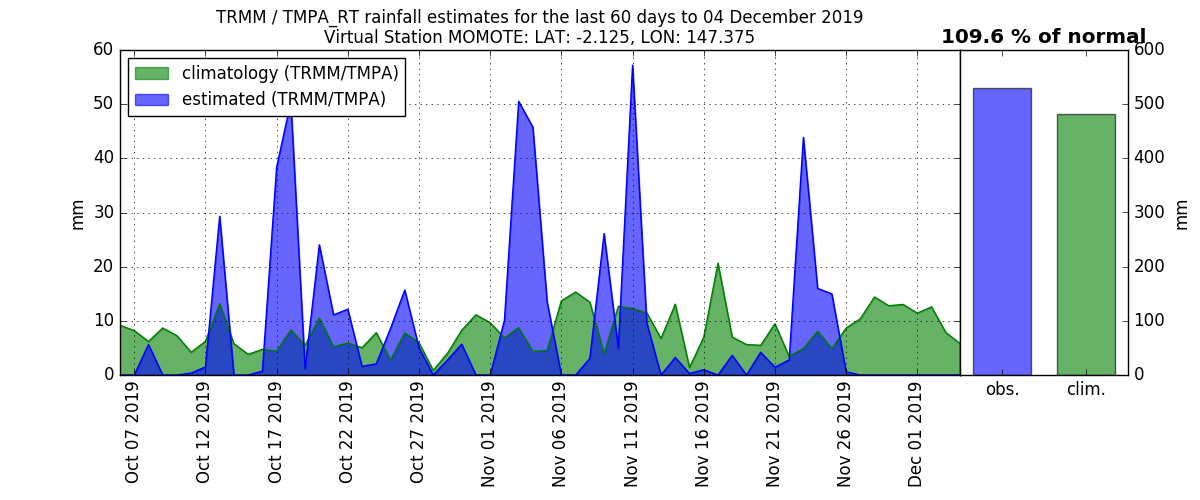 TRMM / TMPA_RT rainfall estimates for the last 60 days to 04 December 2019
Virtual Station MOMOTE: LAT: -2.125, LON: 147.375
109.6 % of normal
climatology (TRMM/TMPA)
estimated (TRMM/TMPA)
60
50
40
30
20
10
0
mm
Oct 07 2019
Oct 12 2019
Oct 17 2019
Oct 22 2019
Oct 27 2019
Nov 01 2019
Nov 06 2019
Nov 11 2019
Nov 16 2019
Nov 21 2019
Nov 26 2019
Dec 01 2019
600
500
400
300
200
100
0
mm
obs.
clim.